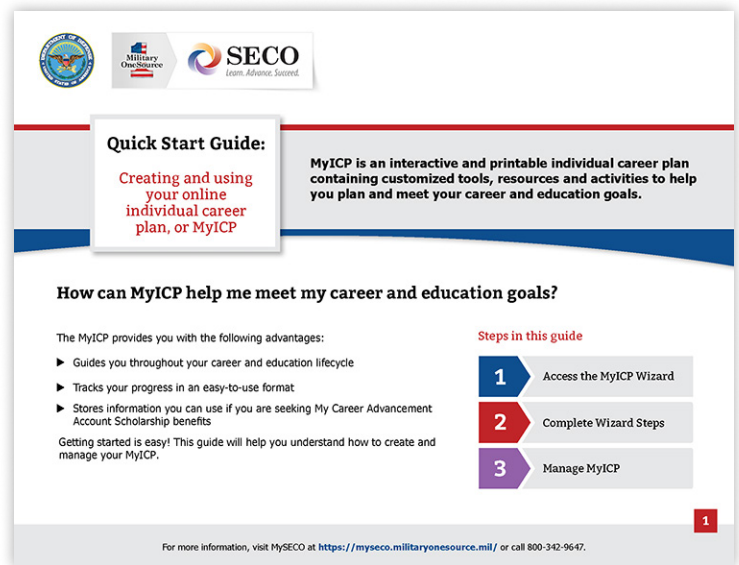 Military
OneSource
SECO
Learn. Advance. Succeed.
Quick Start Guide:
Creating and using
your online
individual career
plan, or MyICP
MyICP is an interactive and printable individual career plan
containing customized tools, resources and activities to help
you plan and meet your career and education goals.
How can MyICP help me meet my career and education goals?
The MyICP provides you with the following advantages:
► Guides you throughout your career and education lifecycle
► Tracks your progress in an easy-to-use format
► Stores information you can use if you are seeking My Career Advancement
Account Scholarship benefits
Getting started is easy! This guide will help you understand how to create and
manage your MyICP.
Steps in this guide
1 Access the MyICP Wizard
2 Complete Wizard Steps
3 Manage MyICP
1
For more information, visit MySECO at https://myseco.militaryonesource.mil/ or call 800-342-9647.